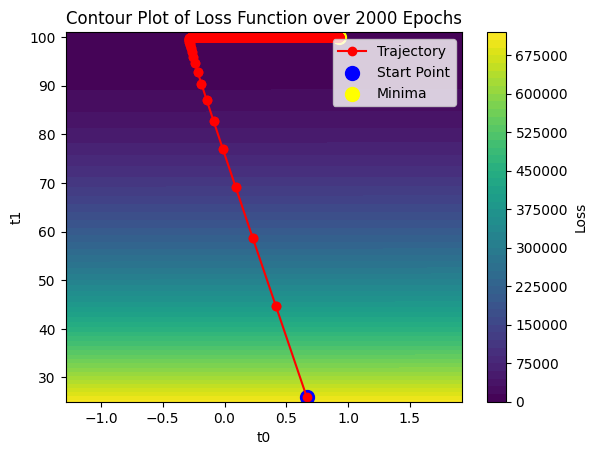 Contour Plot of Loss Function over 2000 Epochs
100
90
80
70
60
50
40
30
t1
−1.0 −0.5 0.0 0.5 1.0 1.5
t0
Trajectory
Start Point
Minima
675000
600000
525000
450000
375000
300000
225000
150000
75000
0
Loss